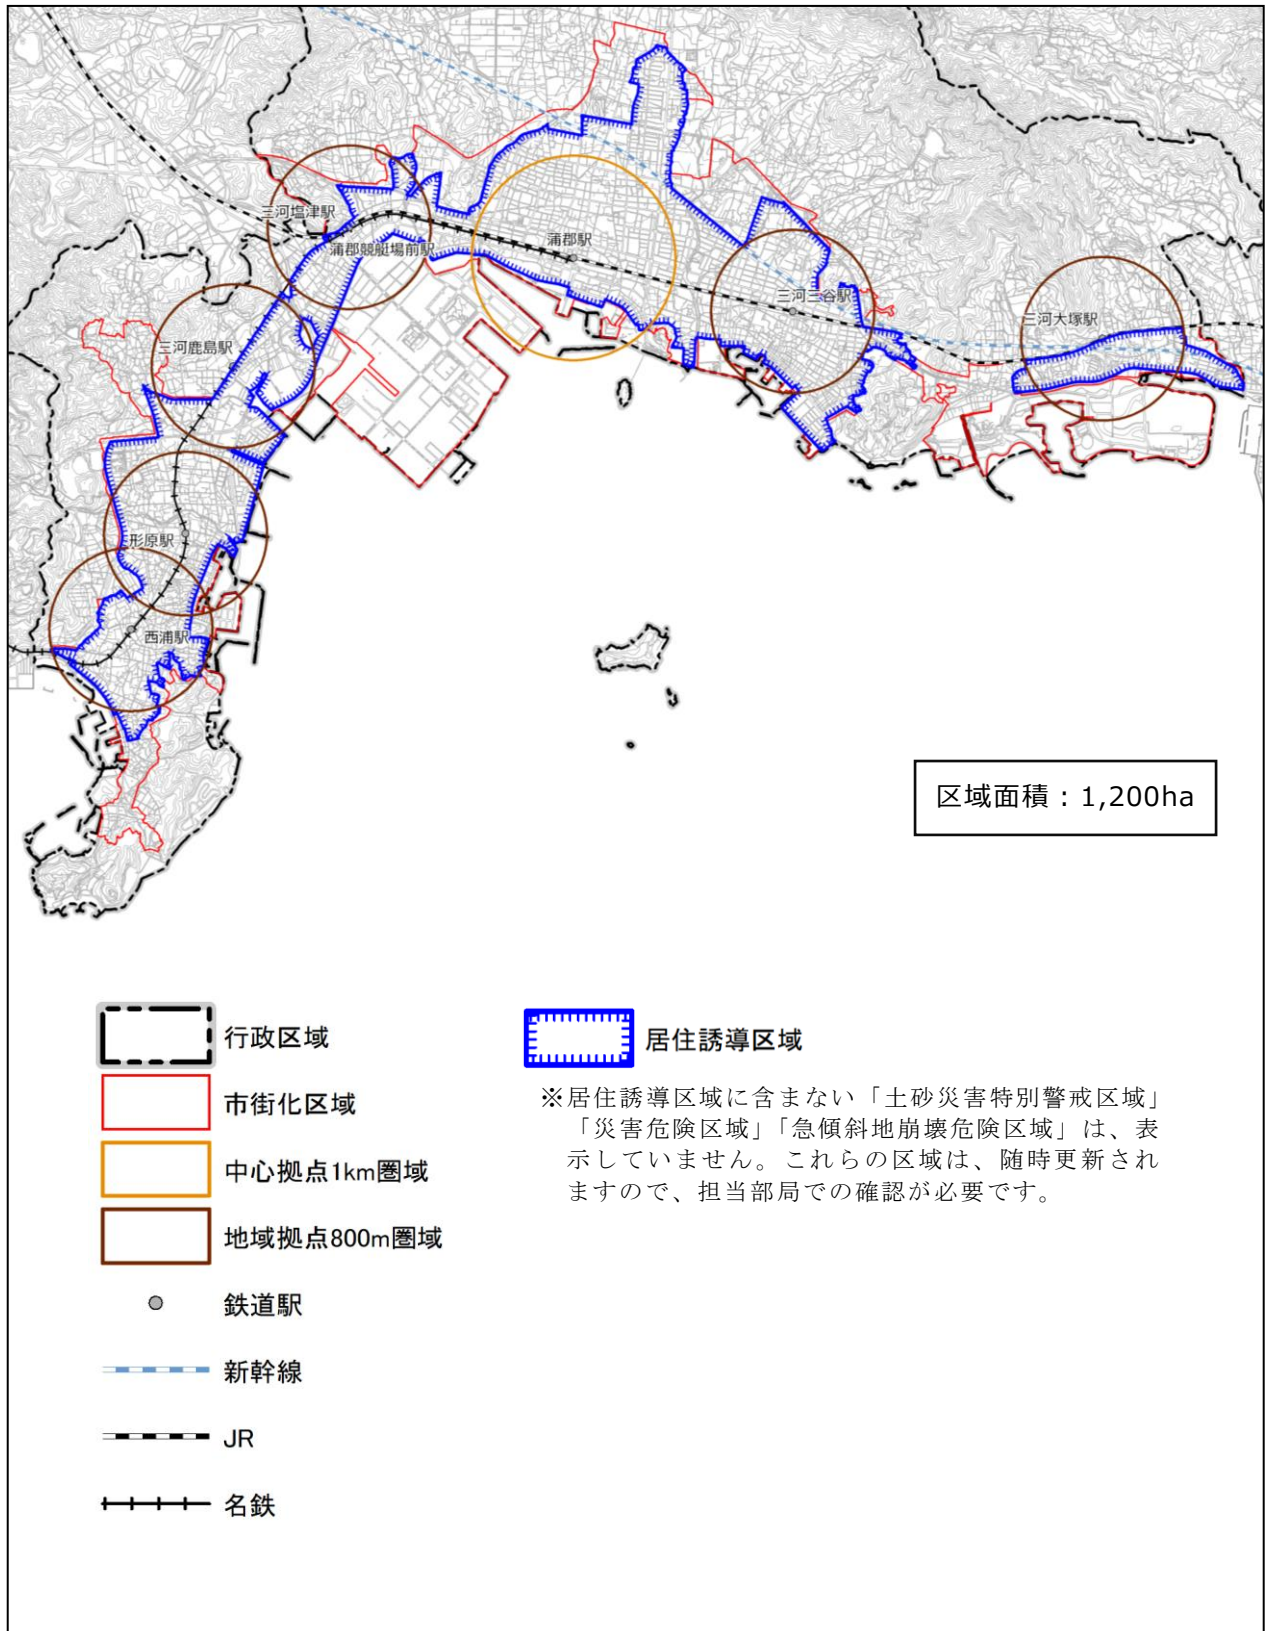 三河塩津駅
蒲郡競艇場前駅
蒲郡駅
三河三谷駅
三河大塚駅
三河鹿島駅
形原駅
西浦駅
区域面積：1,200ha
行政区域
市街化区域
中心拠点1km圏域
地域拠点800m圏域
鉄道駅
新幹線
JR
名鉄
居住誘導区域
※居住誘導区域に含まない「土砂災害特別警戒区域」
「災害危険区域」「急傾斜地崩壊危険区域」は、表
示していません。これらの区域は、随時更新され
ますので、担当部局での確認が必要です。